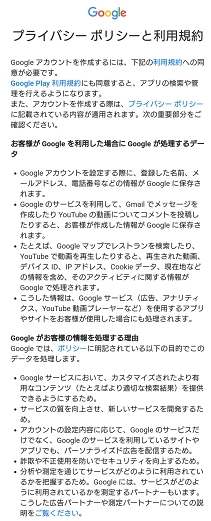 Google
プライバシー ポリシーと利用規約
Google アカウントを作成するには、下記の利用規約への同
意が必要です。
Google Play 利用規約にも同意すると、アプリの検索や管
理を行えるようになります。
また、アカウントを作成する際は、プライバシー ポリシー
に記載されている内容が適用されます。次の重要部分をご
確認ください。
お客様が Google を利用した場合に Google が処理するデー
タ
• Google アカウントを設定する際に、登録した名前、メ
ールアドレス、電話番号などの情報が Google に保存さ
れます。
• Google のサービスを利用して、Gmail でメッセージを
作成したり YouTube の動画についてコメントを投稿し
たりすると、お客様が作成した情報が Google に保存さ
れます。
• たとえば、Google マップでレストランを検索したり、
YouTube で動画を再生したりすると、再生された動画、
デバイス ID、IP アドレス、Cookie データ、現在地など
の情報を含め、そのアクティビティに関する情報が
Google で処理されます。
• こうした情報は、Google サービス（広告、アナリティ
クス、YouTube 動画プレーヤーなど）を使用するアプリ
やサイトをお客様が使用した場合にも処理されます。
Google がお客様の情報を処理する理由
Google では、ポリシーに明記されている以下の目的でこの
データを処理します。
• Google サービスにおいて、カスタマイズされたより有
用なコンテンツ（たとえばより適切な検索結果）を提供
できるようにするため。
• サービスの質を向上させ、新しいサービスを開発するた
め。
• アカウントの設定内容に応じて、Google のサービスだ
けでなく、Google のサービスを利用しているサイトや
アプリでも、パーソナライズド広告を配信するため。
• 詐欺や不正使用を防いでセキュリティを向上するため。
• 分析や測定を通じてサービスがどのように利用されてい
るかを把握するため。Google には、サービスがどのよ
うに利用されているかを測定するパートナーもいます。
こうした広告パートナーや測定パートナーについての説
明をご覧ください。